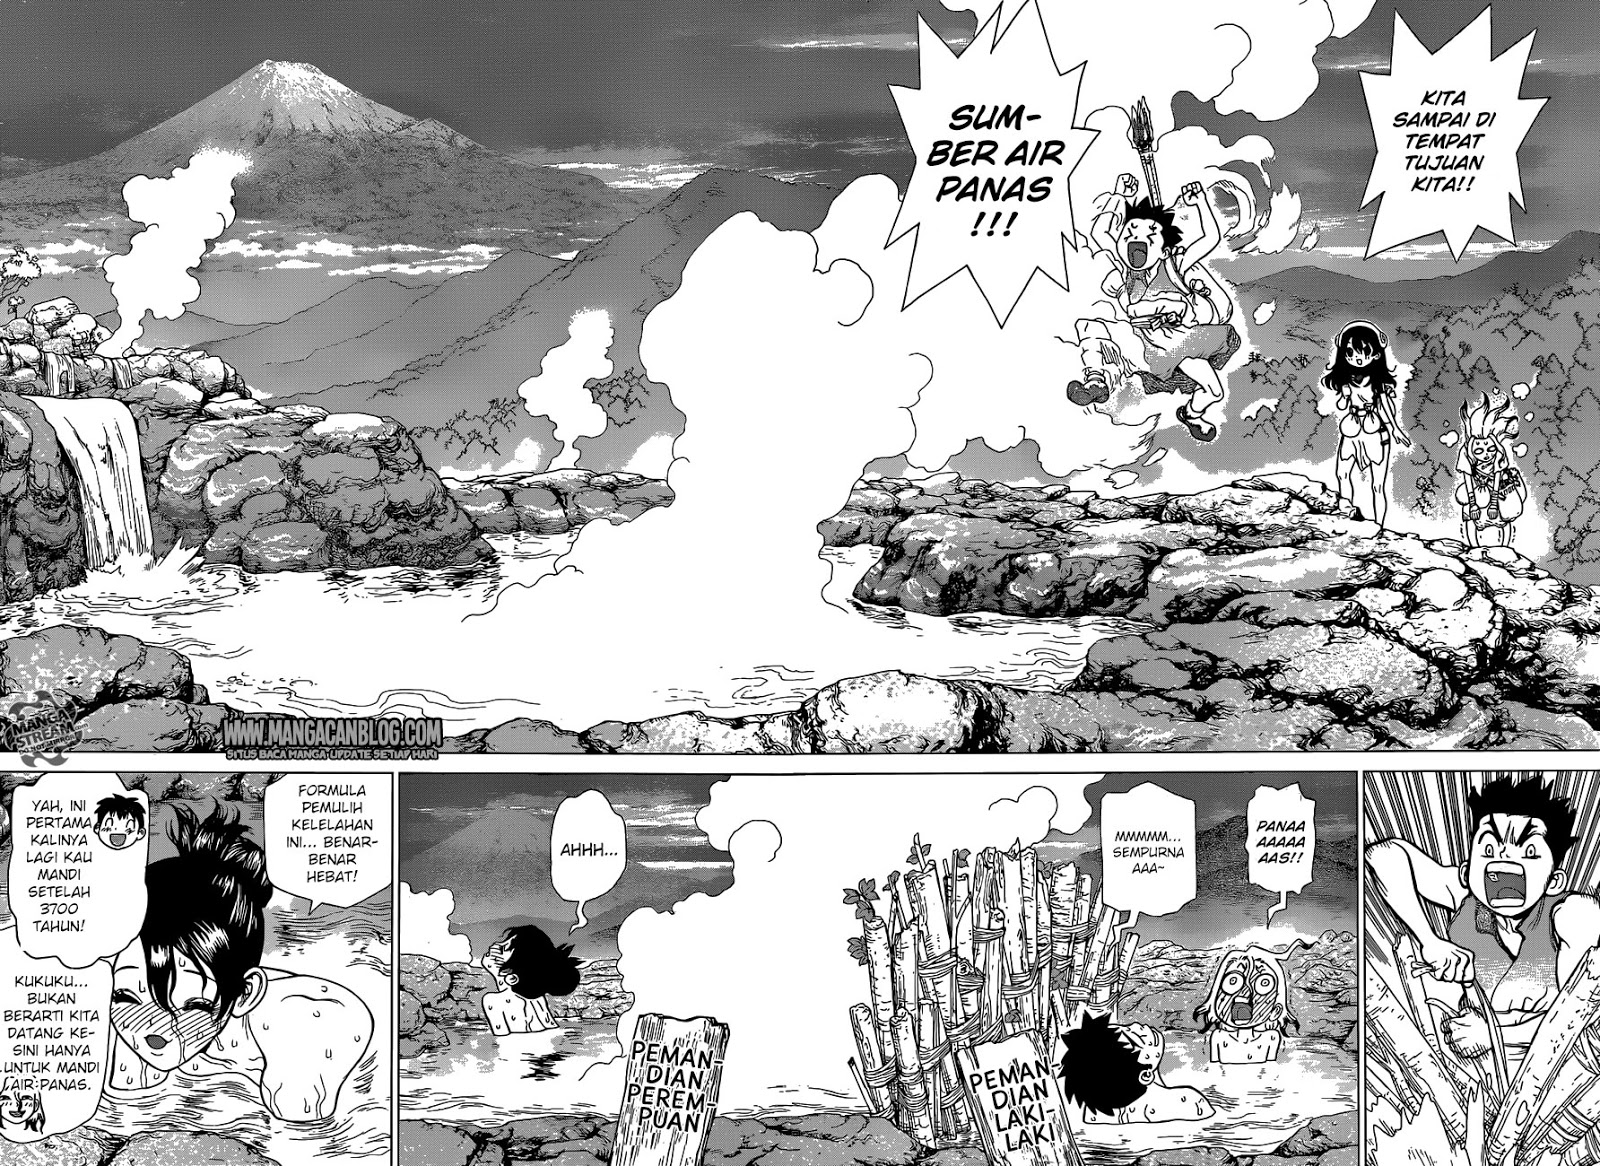 KITA
SAMPAI DI
TEMPAT
TUJUAN
KITA!!
SUM-
BER AIR
PANAS
!!!
MANGA
STREAM
WWW.MANGACANBLOG.COM
SITUS BACA MANGA UPDATE SETIAP HARI
PANAA
AAAAA
AAS!!
MMMMM...
SEMPURNA
AAA~
AHHH...
PEMAN-
DIAN
LAKI-
LAKI
PEMAN-
DIAN
PEREM-
PUAN
FORMULA
PEMULIH
KELELAHAN
INI... BENAR-
BENAR
HEBAT!
YAH, INI
PERTAMA
KALINYA
LAGI KAU
MANDI
SETELAH
3700
TAHUN!
KUKUKU...
BUKAN
BERARTI KITA
DATANG KE-
SINI HANYA
UNTUK MANDI
AIR PANAS.